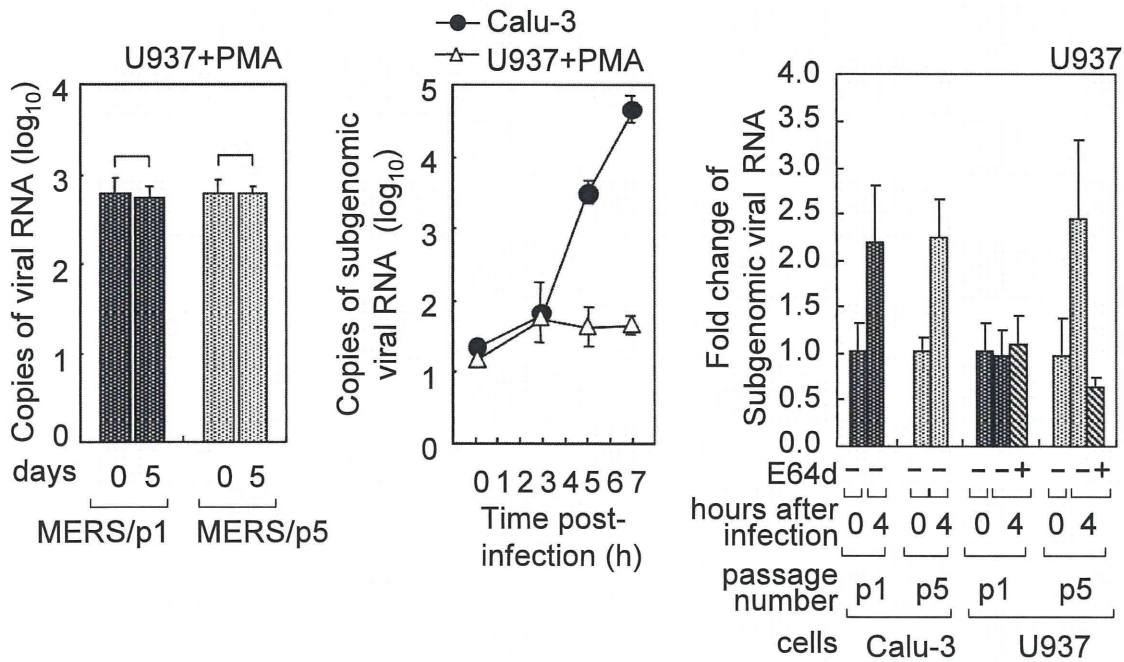 U937+PMA
Copies of viral RNA (log10)
4
3
2
1
0
days
0 5 0 5
MERS/p1 MERS/p5
Calu-3
U937+PMA
Copies of subgenomic
viral RNA (log10)
5
4
3
2
1
0
0 1 2 3 4 5 6 7
Time post-
infection (h)
U937
Fold change of
Subgenomic viral RNA
4.0
3.5
3.0
2.5
2.0
1.5
1.0
0.5
0.0
E64d – – – – – – + – – +
hours after
infection
0 4 0 4 0 4 0 4
passage
number
p1 p5 p1 p5
cells Calu-3 U937